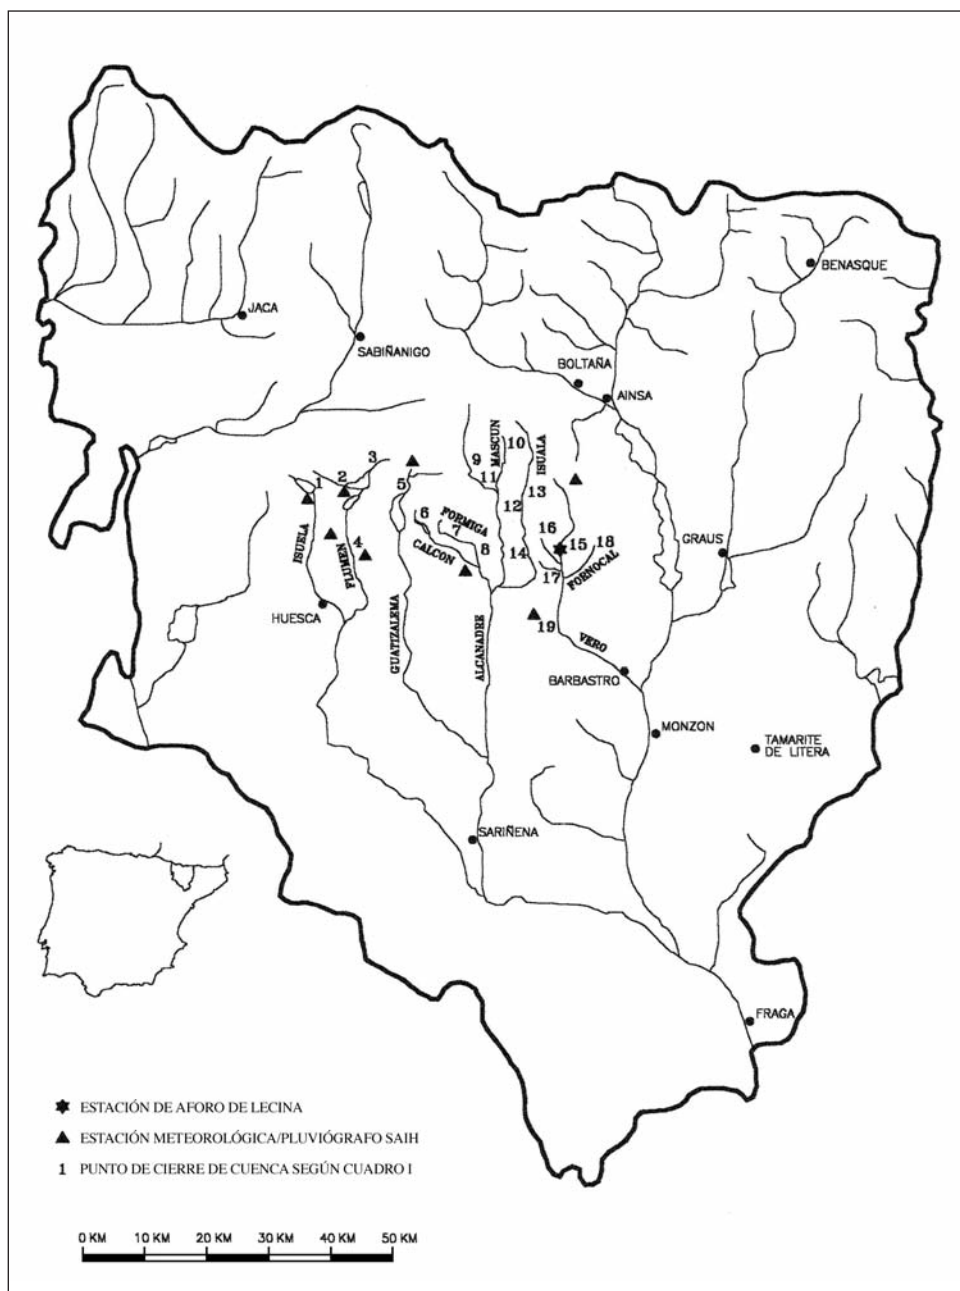 BENASQUE
JACA
SABIÑANIGO
BOLTAÑA
AINSA
MASCUN
10
ISUALA
3
9
2
1
5
11
13
12
6
FORMIGA
7
16
ISUELA
FLUMEN
4
CALCON
8
14
15
18
GRAUS
17
FORNOCAL
HUESCA
GUATIZALEMA
ALCANADRE
19
VERO
BARBASTRO
MONZON
TAMARITE
DE LITERA
SARIÑENA
FRAGA
ESTACIÓN DE AFORO DE LECINA
ESTACIÓN METEOROLÓGICA/PLUVIÓGRAFO SAIH
1 PUNTO DE CIERRE DE CUENCA SEGÚN CUADRO I
0 KM 10 KM 20 KM 30 KM 40 KM 50 KM